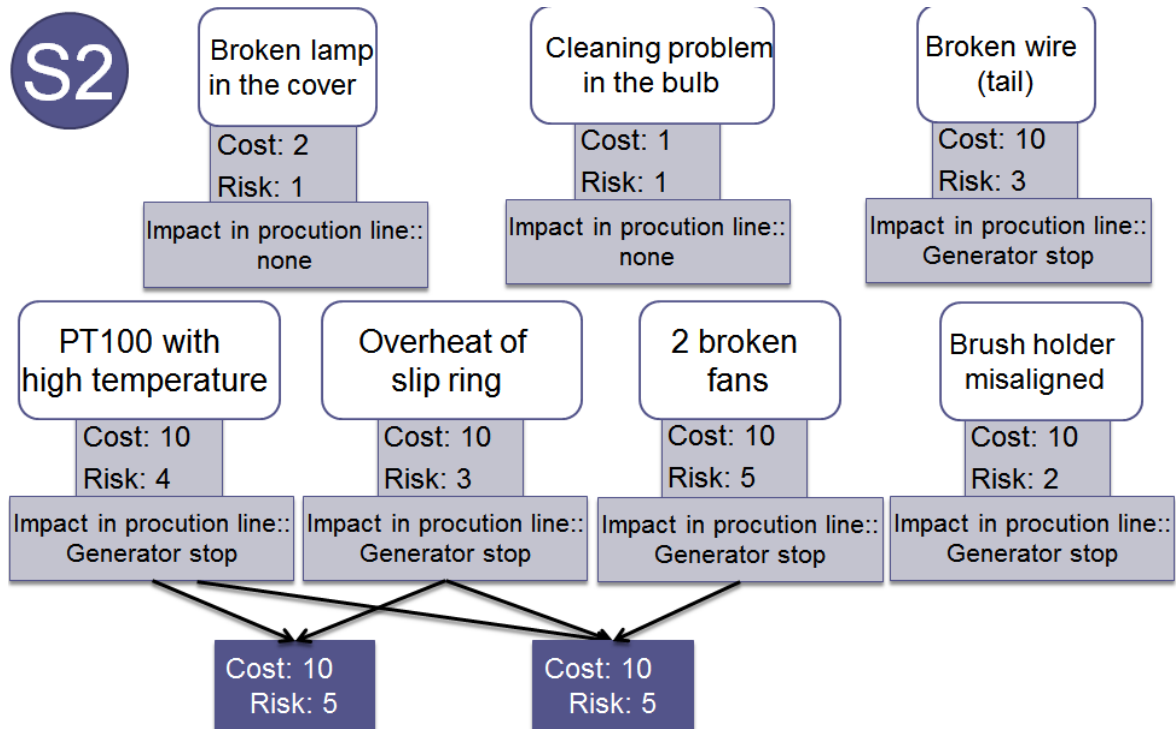 S2
Broken lamp
in the cover
Cost: 2
Risk: 1
Impact in procution line::
none
Cleaning problem
in the bulb
Cost: 1
Risk: 1
Impact in procution line::
none
Broken wire
(tail)
Cost: 10
Risk: 3
Impact in procution line::
Generator stop
PT100 with
high temperature
Cost: 10
Risk: 4
Impact in procution line::
Generator stop
Overheat of
slip ring
Cost: 10
Risk: 3
Impact in procution line::
Generator stop
2 broken
fans
Cost: 10
Risk: 5
Impact in procution line::
Generator stop
Brush holder
misaligned
Cost: 10
Risk: 2
Impact in procution line::
Generator stop
Cost: 10
Risk: 5
Cost: 10
Risk: 5